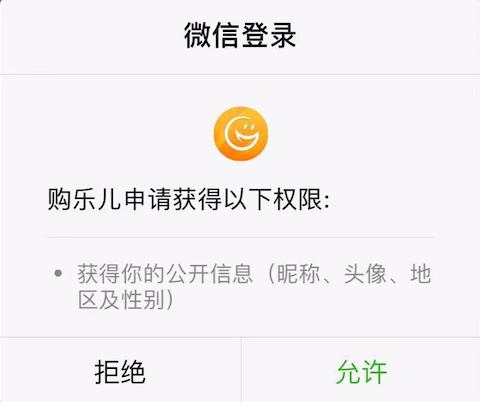 微信登录
购乐儿申请获得以下权限:
• 获得你的公开信息（昵称、头像、地
区及性别）
拒绝
允许